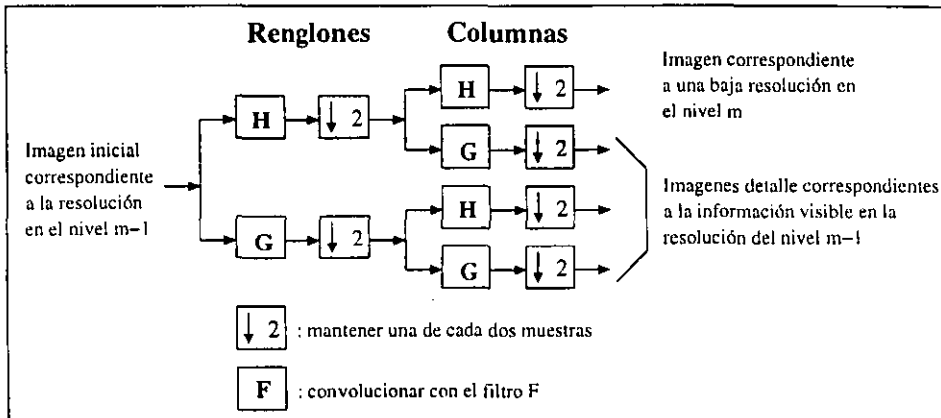 Renglones Columnas
Imagen inicial
correspondiente
a la resolución
en el nivel m-1
H ↓ 2 H ↓ 2
G ↓ 2
G ↓ 2 H ↓ 2
G ↓ 2
Imagen correspondiente
a una baja resolución en
el nivel m
Imagenes detalle correspondientes
a la información visible en la
resolución del nivel m-1
↓ 2 : mantener una de cada dos muestras
F : convolucionar con el filtro F